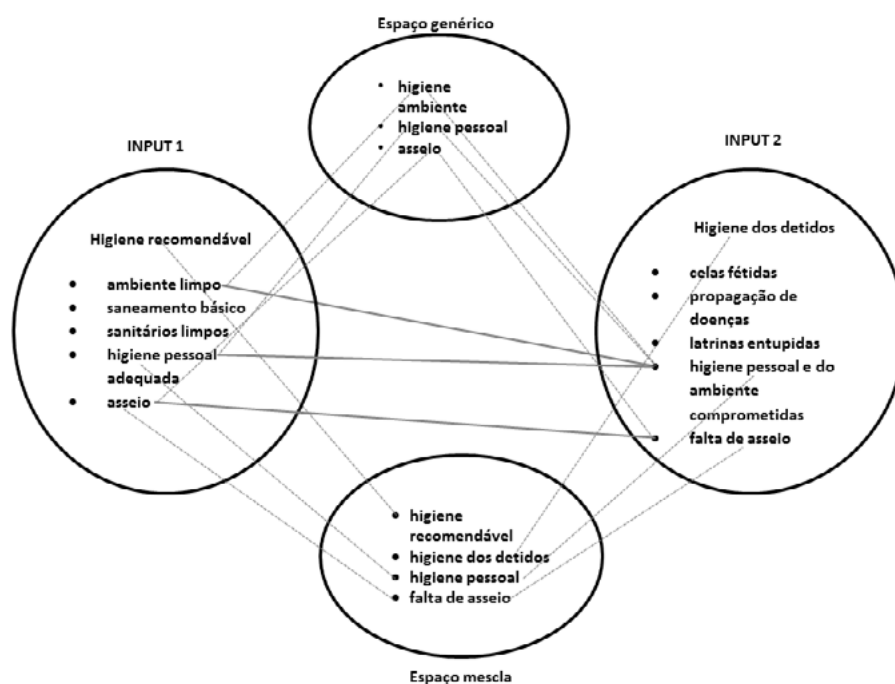 Espaço genérico
higiene
ambiente
higiene pessoal
asseio
INPUT 1
Higiene recomendável
ambiente limpo
saneamento básico
sanitários limpos
higiene pessoal
adequada
asseio
INPUT 2
Higiene dos detidos
celas fétidas
propagação de
doenças
latrinas entupidas
higiene pessoal e do
ambiente
comprometidas
falta de asseio
higiene
recomendável
higiene dos detidos
higiene pessoal
falta de asseio
Espaço mescla